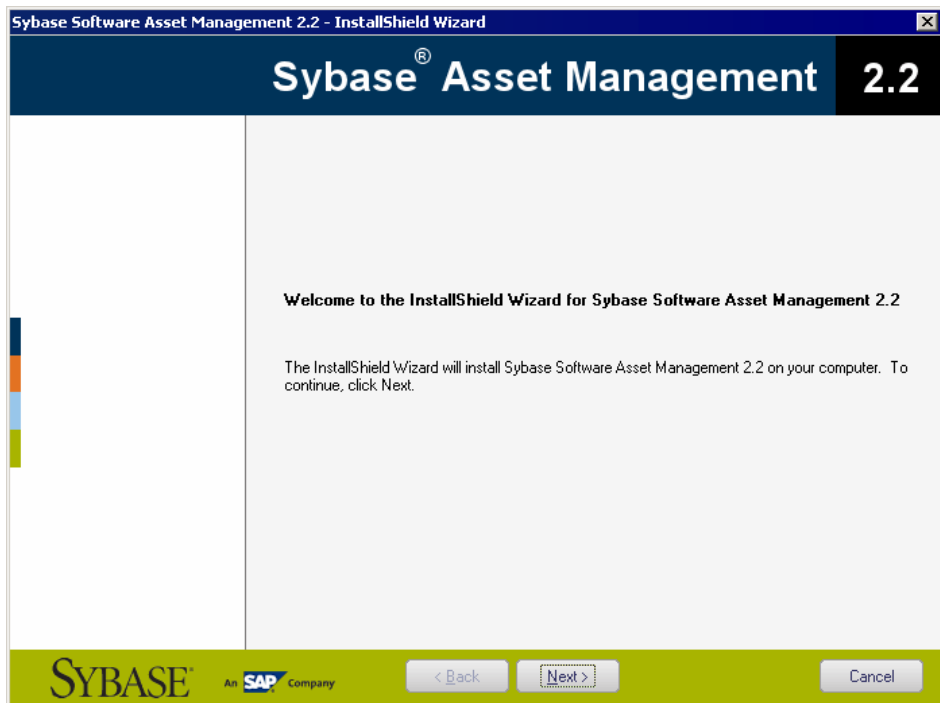 Sybase Software Asset Management 2.2 - InstallShield Wizard
Sybase® Asset Management 2.2
Welcome to the InstallShield Wizard for Sybase Software Asset Management 2.2
The InstallShield Wizard will install Sybase Software Asset Management 2.2 on your computer. To
continue, click Next.
SYBASE® An SAP Company < Back Next > Cancel